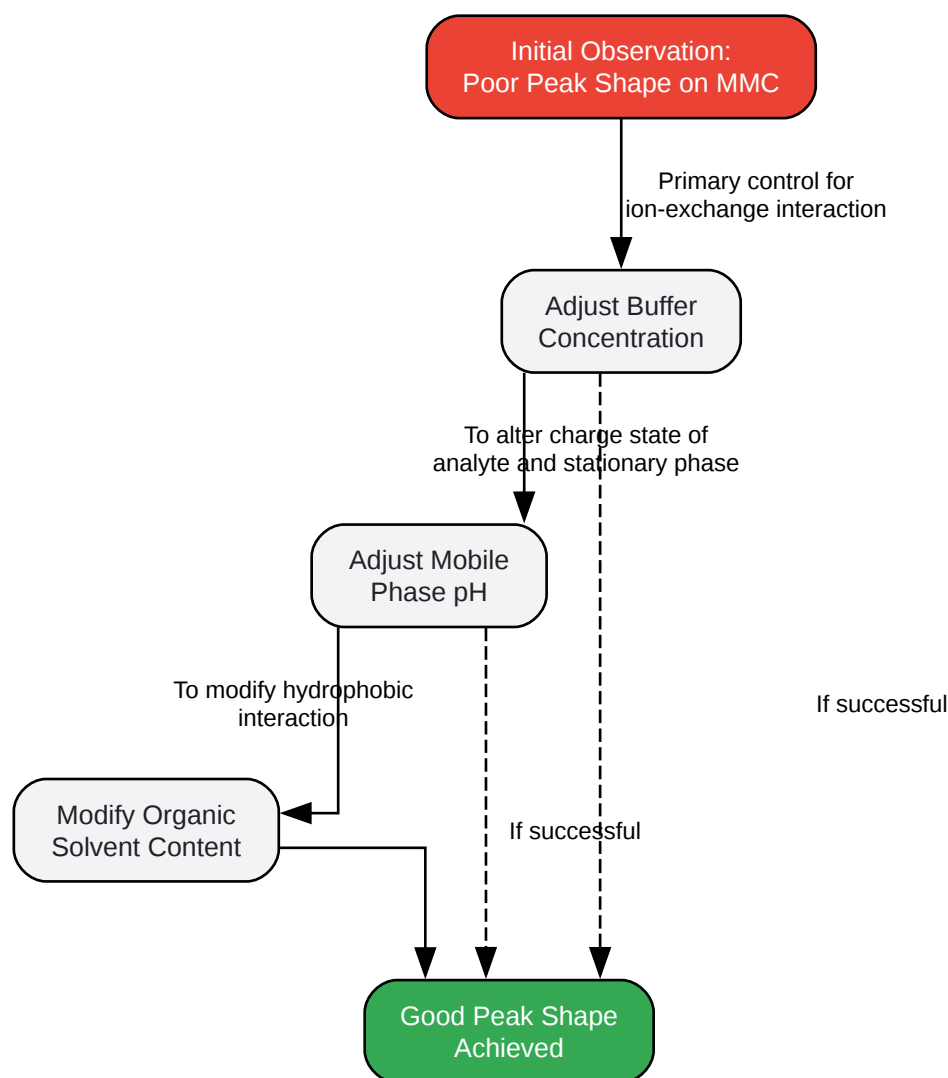 Initial Observation:
Poor Peak Shape on MMC
Primary control for
ion-exchange interaction
Adjust Buffer
Concentration
To alter charge state of
analyte and stationary phase
Adjust Mobile
Phase pH
To modify hydrophobic
interaction
If successful
Modify Organic
Solvent Content
If successful
Good Peak Shape
Achieved